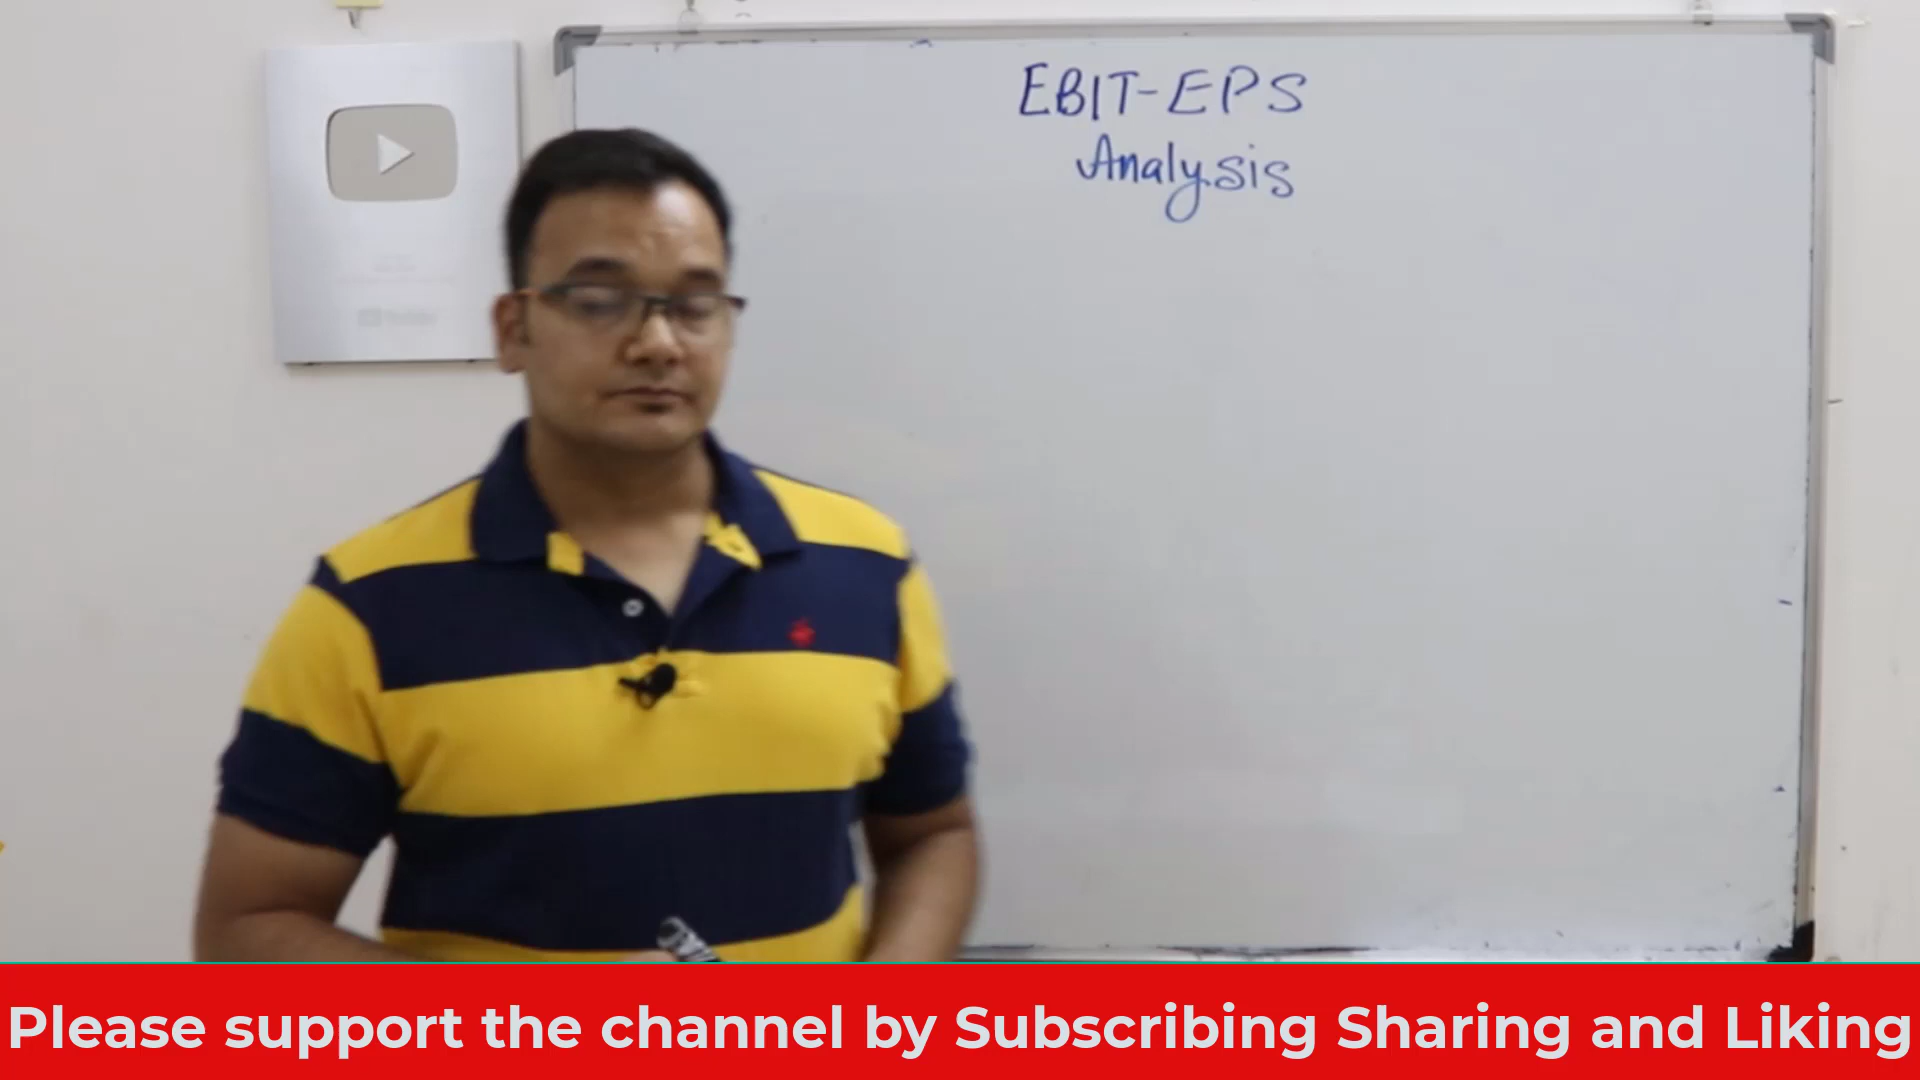 EBIT-EPS
Analysis
Please support the channel by Subscribing Sharing and Liking